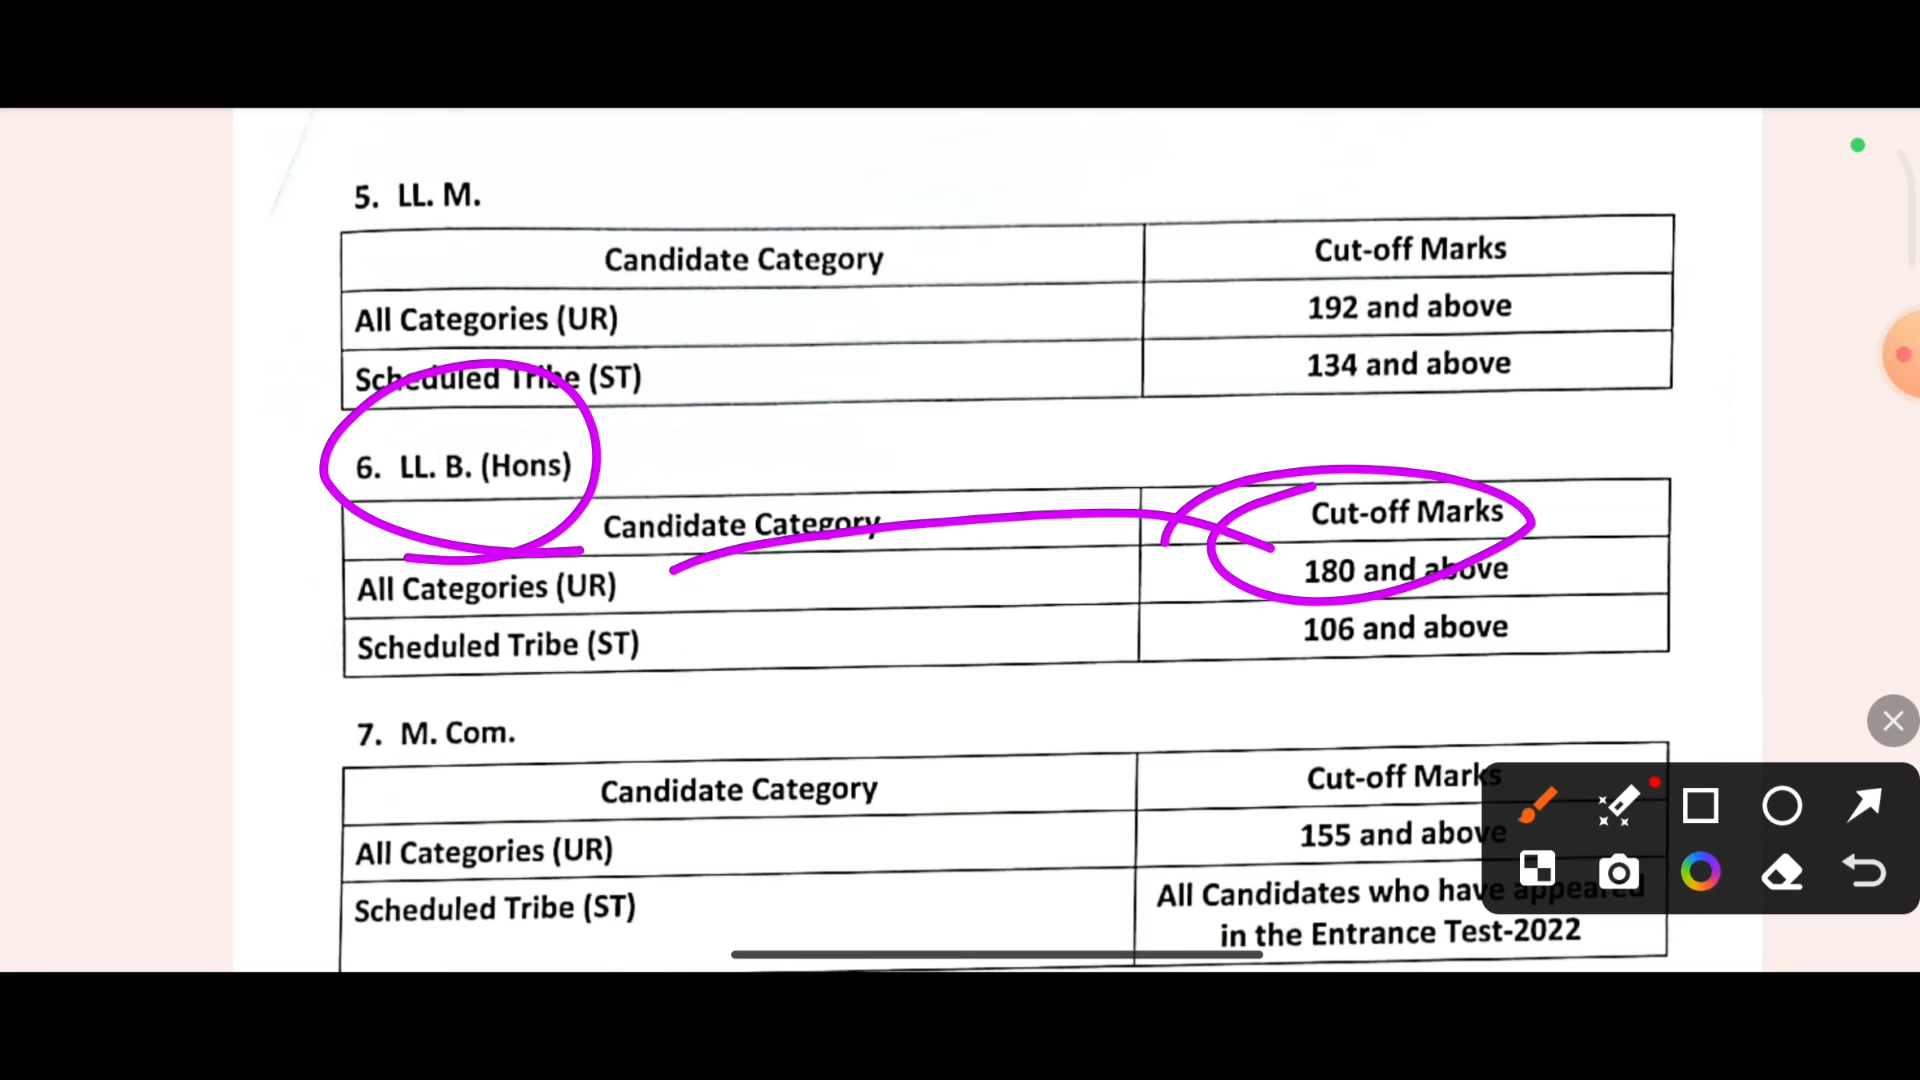 5. LL. M.
Candidate Category Cut-off Marks
All Categories (UR) 192 and above
Scheduled Tribe (ST) 134 and above
6. LL. B. (Hons)
Candidate Category Cut-off Marks
All Categories (UR) 180 and above
Scheduled Tribe (ST) 106 and above
7. M. Com.
Candidate Category Cut-off Marks
All Categories (UR) 155 and above
Scheduled Tribe (ST) All Candidates who have appeared
in the Entrance Test-2022